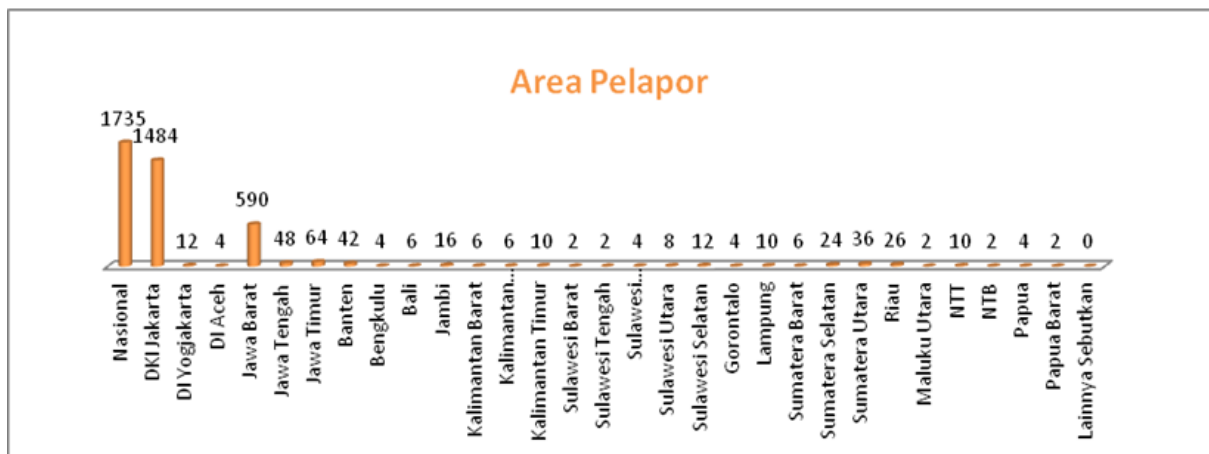 Area Pelapor
1735
1484
12
4
590
48
64
42
4
6
16
6
6
10
2
2
4
8
12
4
10
6
24
36
26
2
10
2
4
2
0
Nasional
DKI Jakarta
DI Yogjakarta
DI Aceh
Jawa Barat
Jawa Tengah
Jawa Timur
Banten
Bengkulu
Bali
Jambi
Kalimantan Barat
Kalimantan...
Kalimantan Timur
Sulawesi Barat
Sulawesi Tengah
Sulawesi...
Sulawesi Utara
Sulawesi Selatan
Gorontalo
Lampung
Sumatera Barat
Sumatera Selatan
Sumatera Utara
Riau
Maluku Utara
NTT
NTB
Papua
Papua Barat
Lainnya Sebutkan